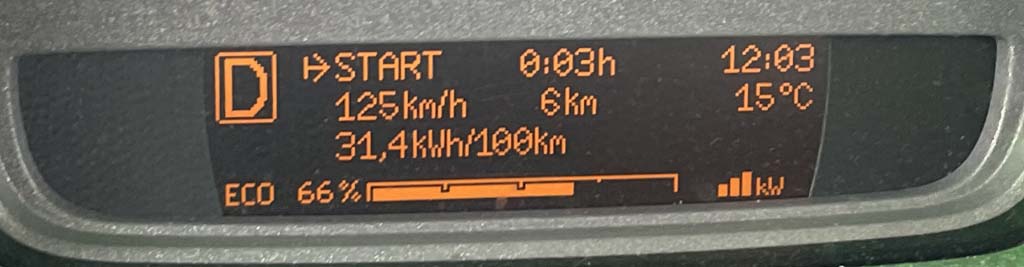 D START 0:03h 12:03
125km/h 6km 15°C
31,4kWh/100km
ECO 66% kW